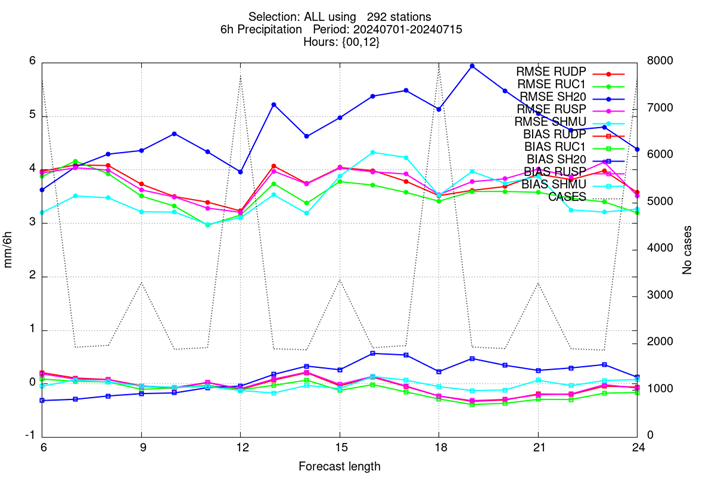 Selection: ALL using   292 stations
6h Precipitation   Period: 20240701-20240715
Hours: {00,12}
6
5
4
3
2
1
0
-1
mm/6h
8000
7000
6000
5000
4000
3000
2000
1000
0
No cases
RMSE RUDP
RMSE RUC1
RMSE SH20
RMSE RUSP
RMSE SHMU
BIAS RUDP
BIAS RUC1
BIAS SH20
BIAS RUSP
BIAS SHMU
CASES
6 9 12 15 18 21 24
Forecast length